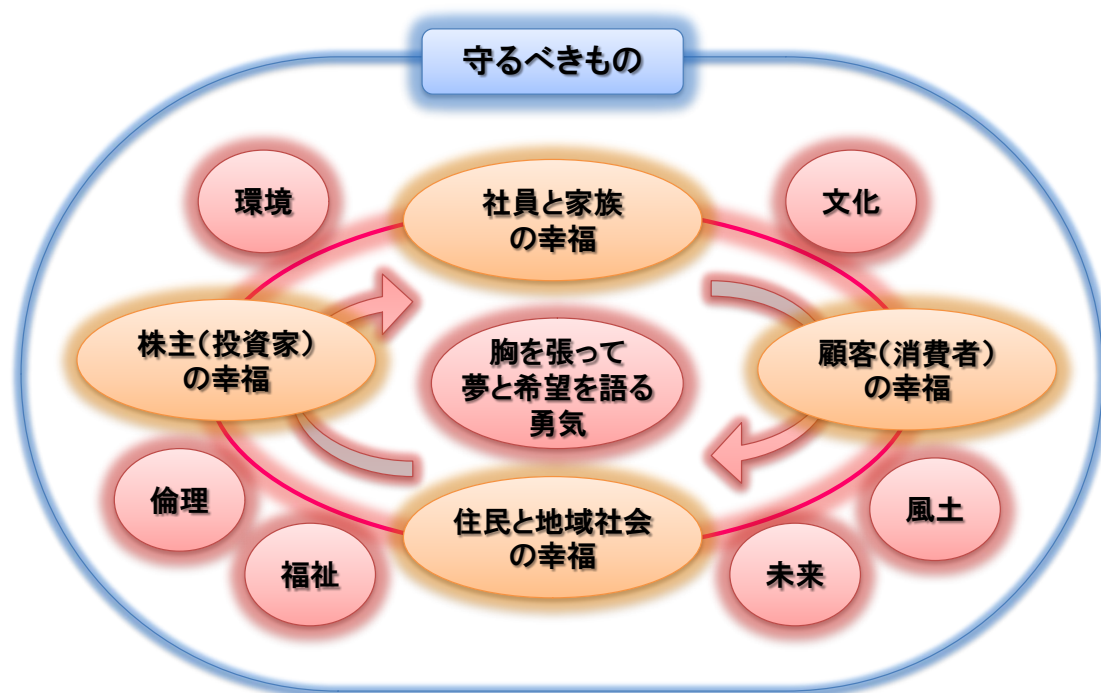 守るべきもの
環境
社員と家族
の幸福
文化
株主（投資家）
の幸福
胸を張って
夢と希望を語る
勇気
顧客（消費者）
の幸福
倫理
福祉
住民と地域社会
の幸福
未来
風土